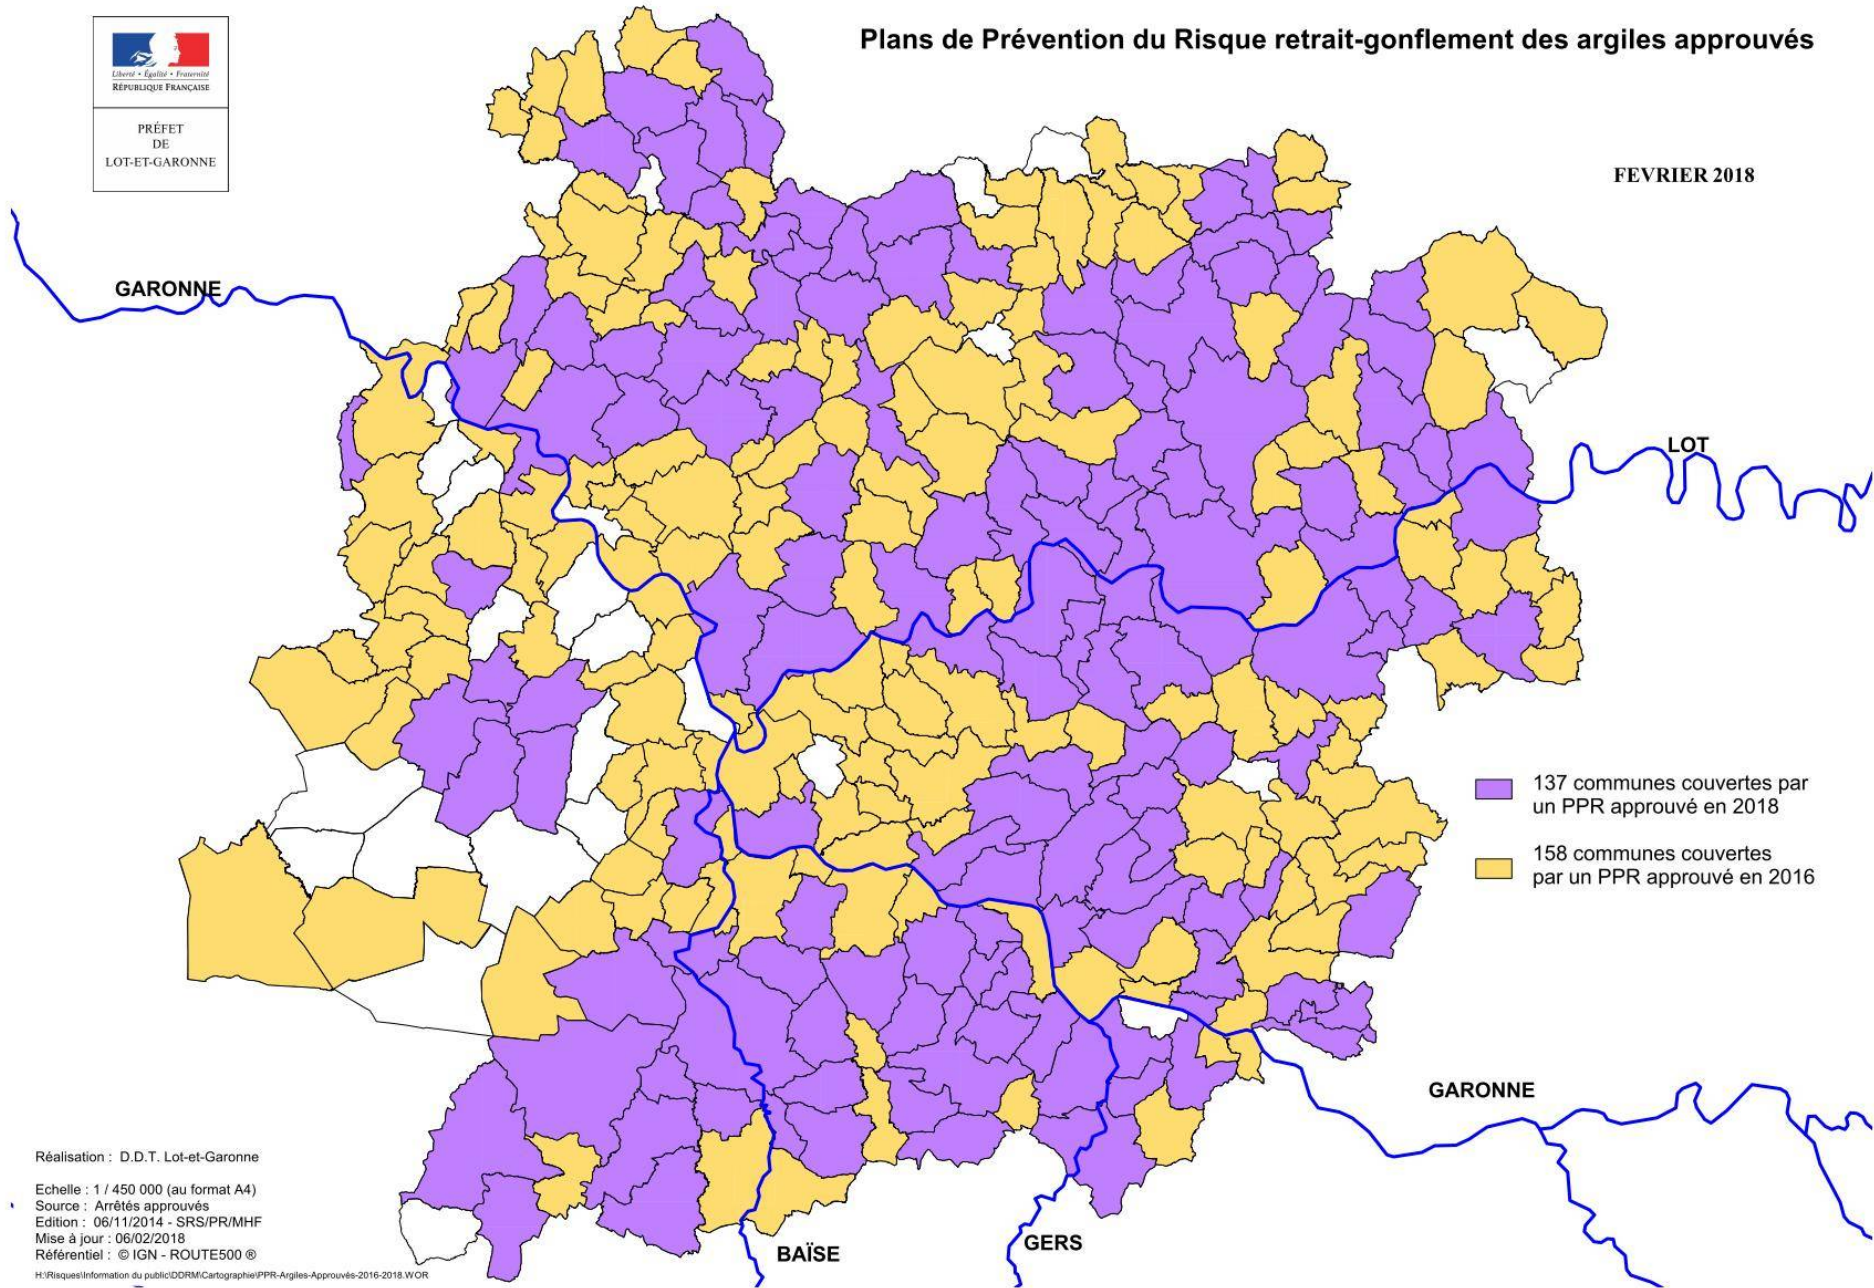 Plans de Prévention du Risque retrait-gonflement des argiles approuvés
Liberté • Égalité • Fraternité
RÉPUBLIQUE FRANÇAISE
PRÉFET
DE
LOT-ET-GARONNE
FEVRIER 2018
GARONNE
LOT
137 communes couvertes par
un PPR approuvé en 2018
158 communes couvertes
par un PPR approuvé en 2016
GARONNE
Réalisation : D.D.T. Lot-et-Garonne
Echelle : 1 / 450 000 (au format A4)
Source : Arrêtés approuvés
Edition : 06/11/2014 - SRS/PR/MHF
Mise à jour : 06/02/2018
Référentiel : © IGN - ROUTE500 ®
H:\Risques\Information du public\DDRM\Cartographie\PPR-Argiles-Approuvés-2016-2018.WOR
BAÏSE
GERS